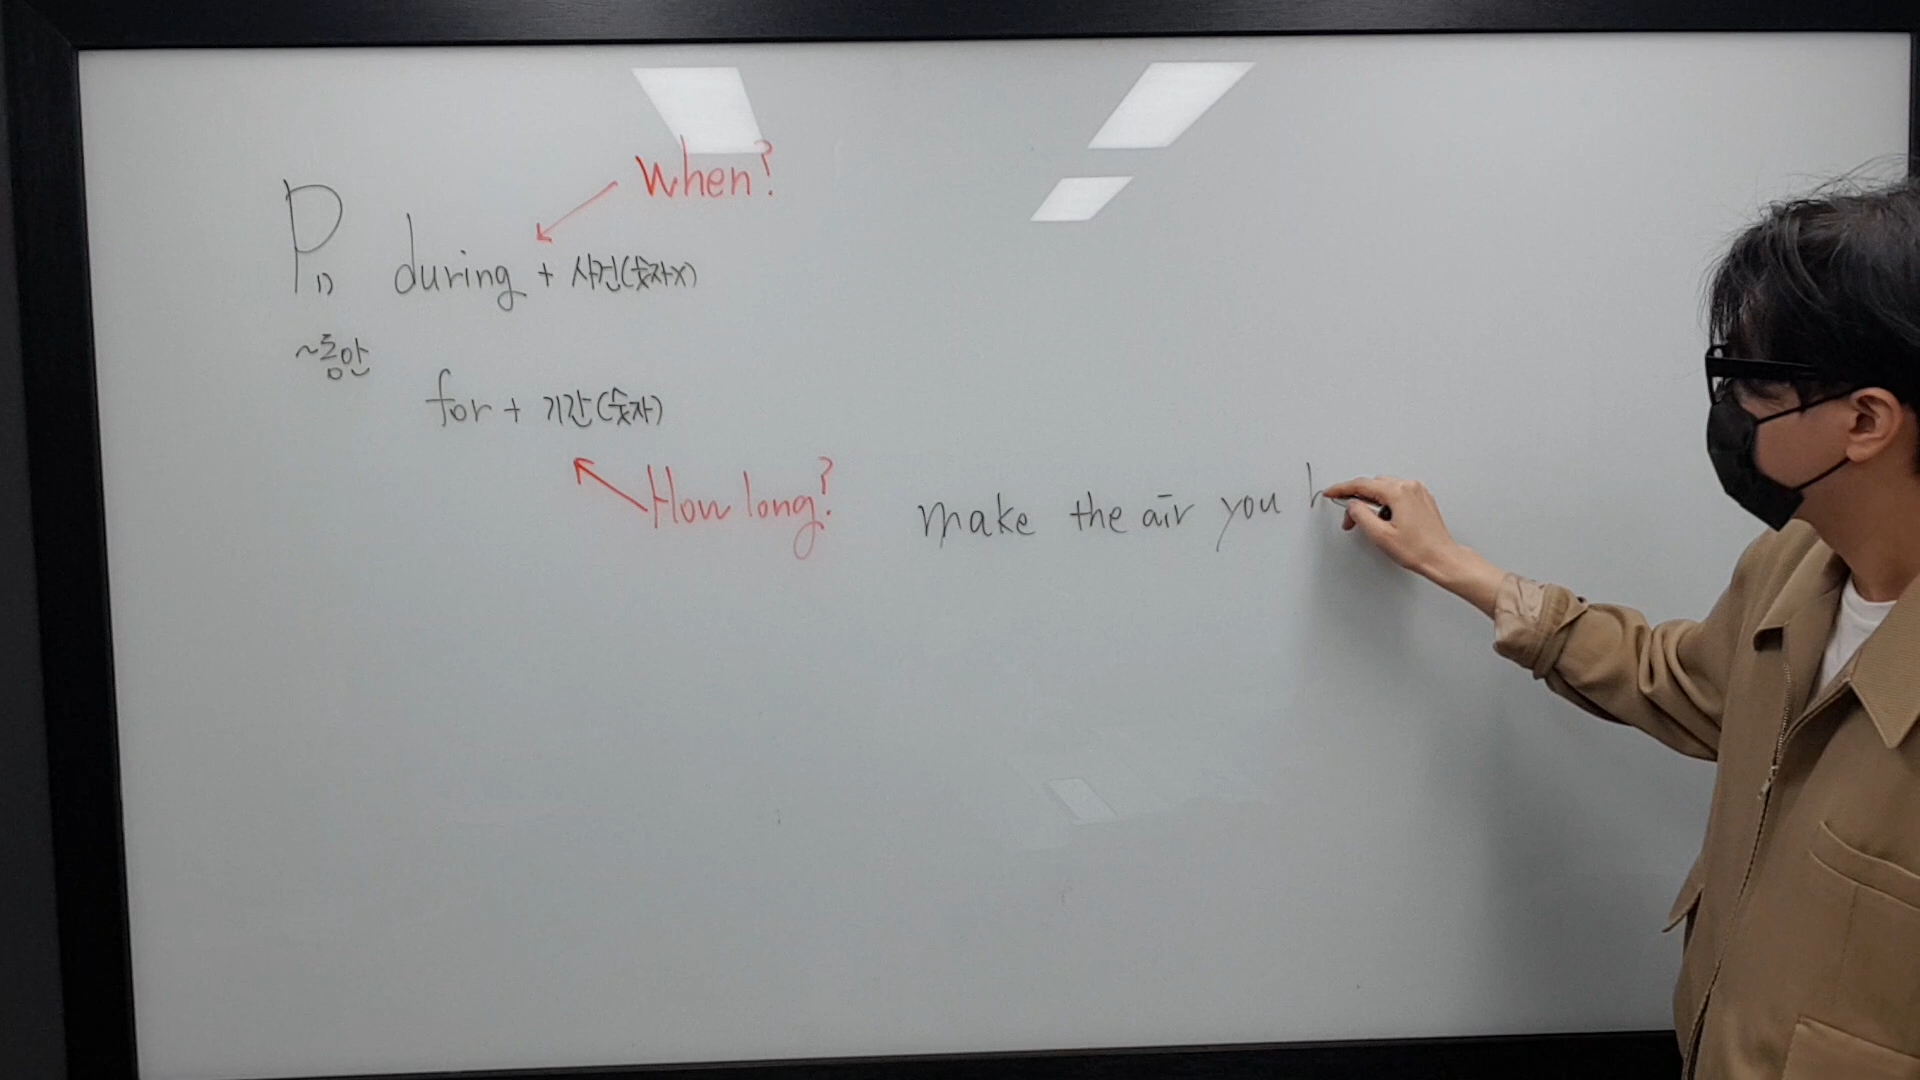 When?
P 1) during + 사건(숫자x)
~동안
for + 기간(숫자)
How long?
make the air you